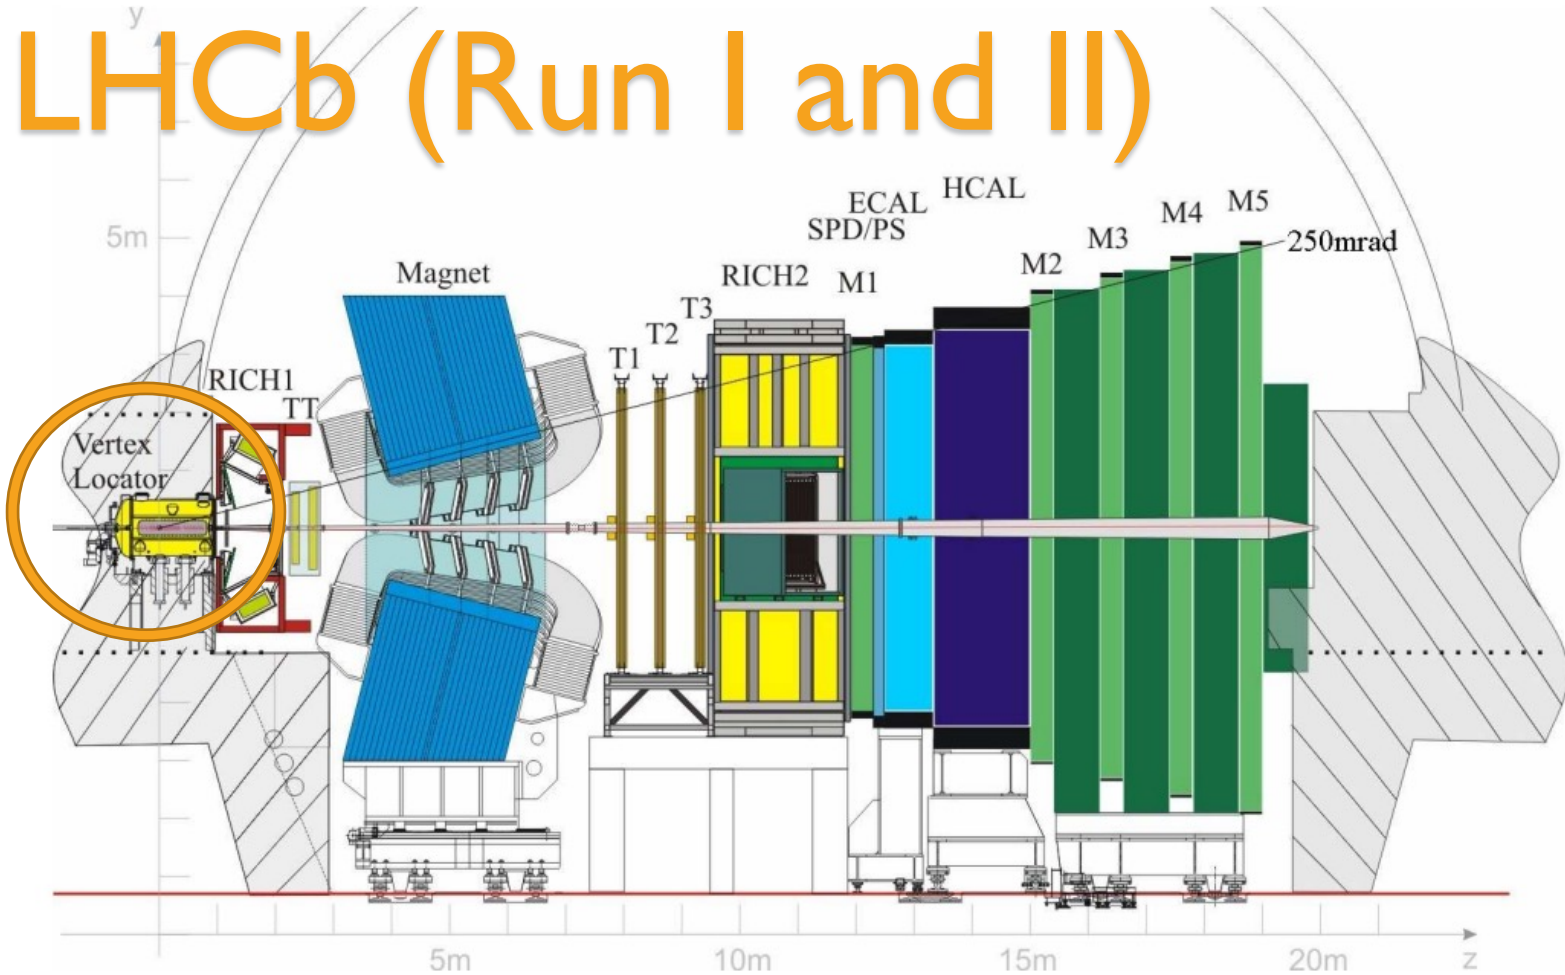 y
LHCb (Run I and II)
HCAL
ECAL
SPD/PS
M5
M4
M3
M2
250mrad
5m
Magnet
RICH2
M1
T3
T2
T1
RICH1
TT
Vertex
Locator
5m
10m
15m
20m
z